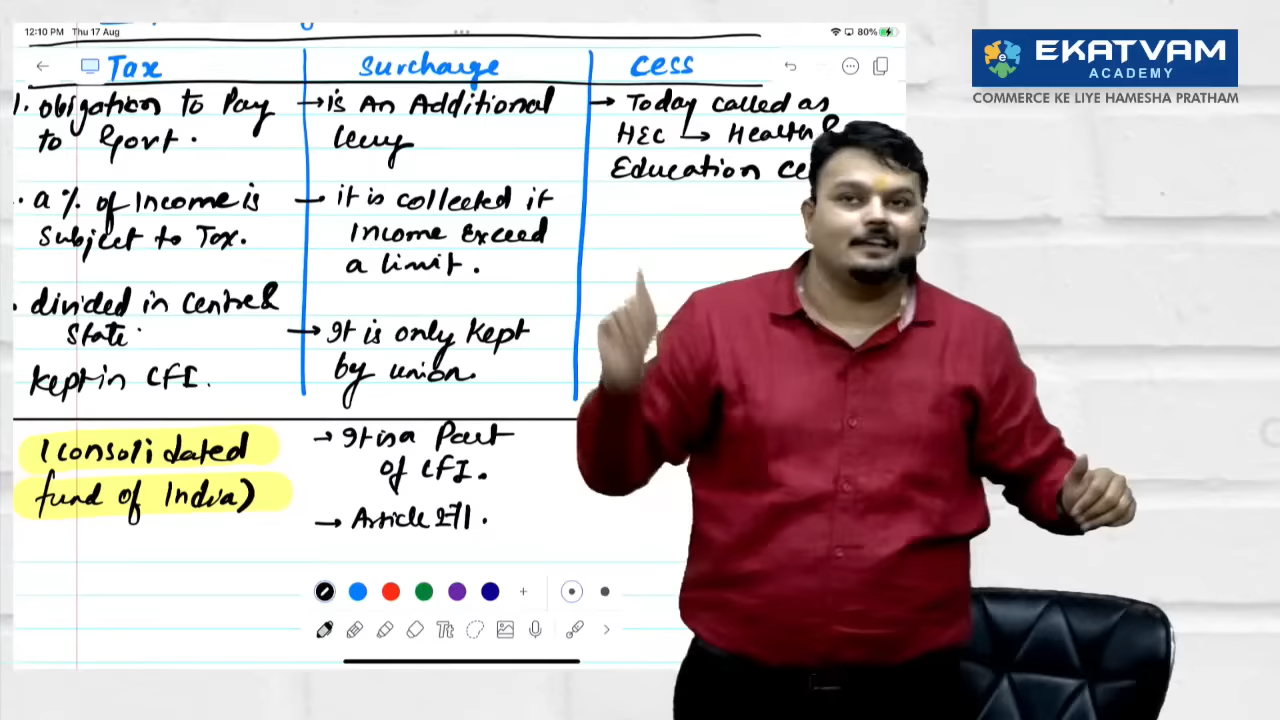 12:10 PM Thu 17 Aug
80%
EKATVAM
ACADEMY
COMMERCE KE LIYE HAMESHA PRATHAM
Tax
1. obligation to Pay
to Govt.
. a % of Income is
Subject to Tax.
. divided in Centre &
State
Kept in CFI.
(Consolidated
fund of India)
Surcharge
→ is An Additional
levy
→ it is collected if
Income Exceed
a limit.
→ It is only Kept
by union.
→ It is a Part
of CFI.
→ Article 271.
Cess
→ Today called as
HEC → Health &
Education
Tt